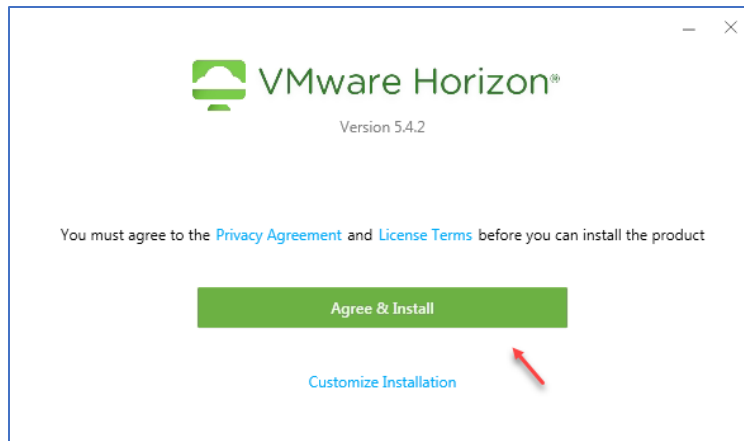 VMware Horizon®
Version 5.4.2
You must agree to the Privacy Agreement and License Terms before you can install the product
Agree & Install
Customize Installation